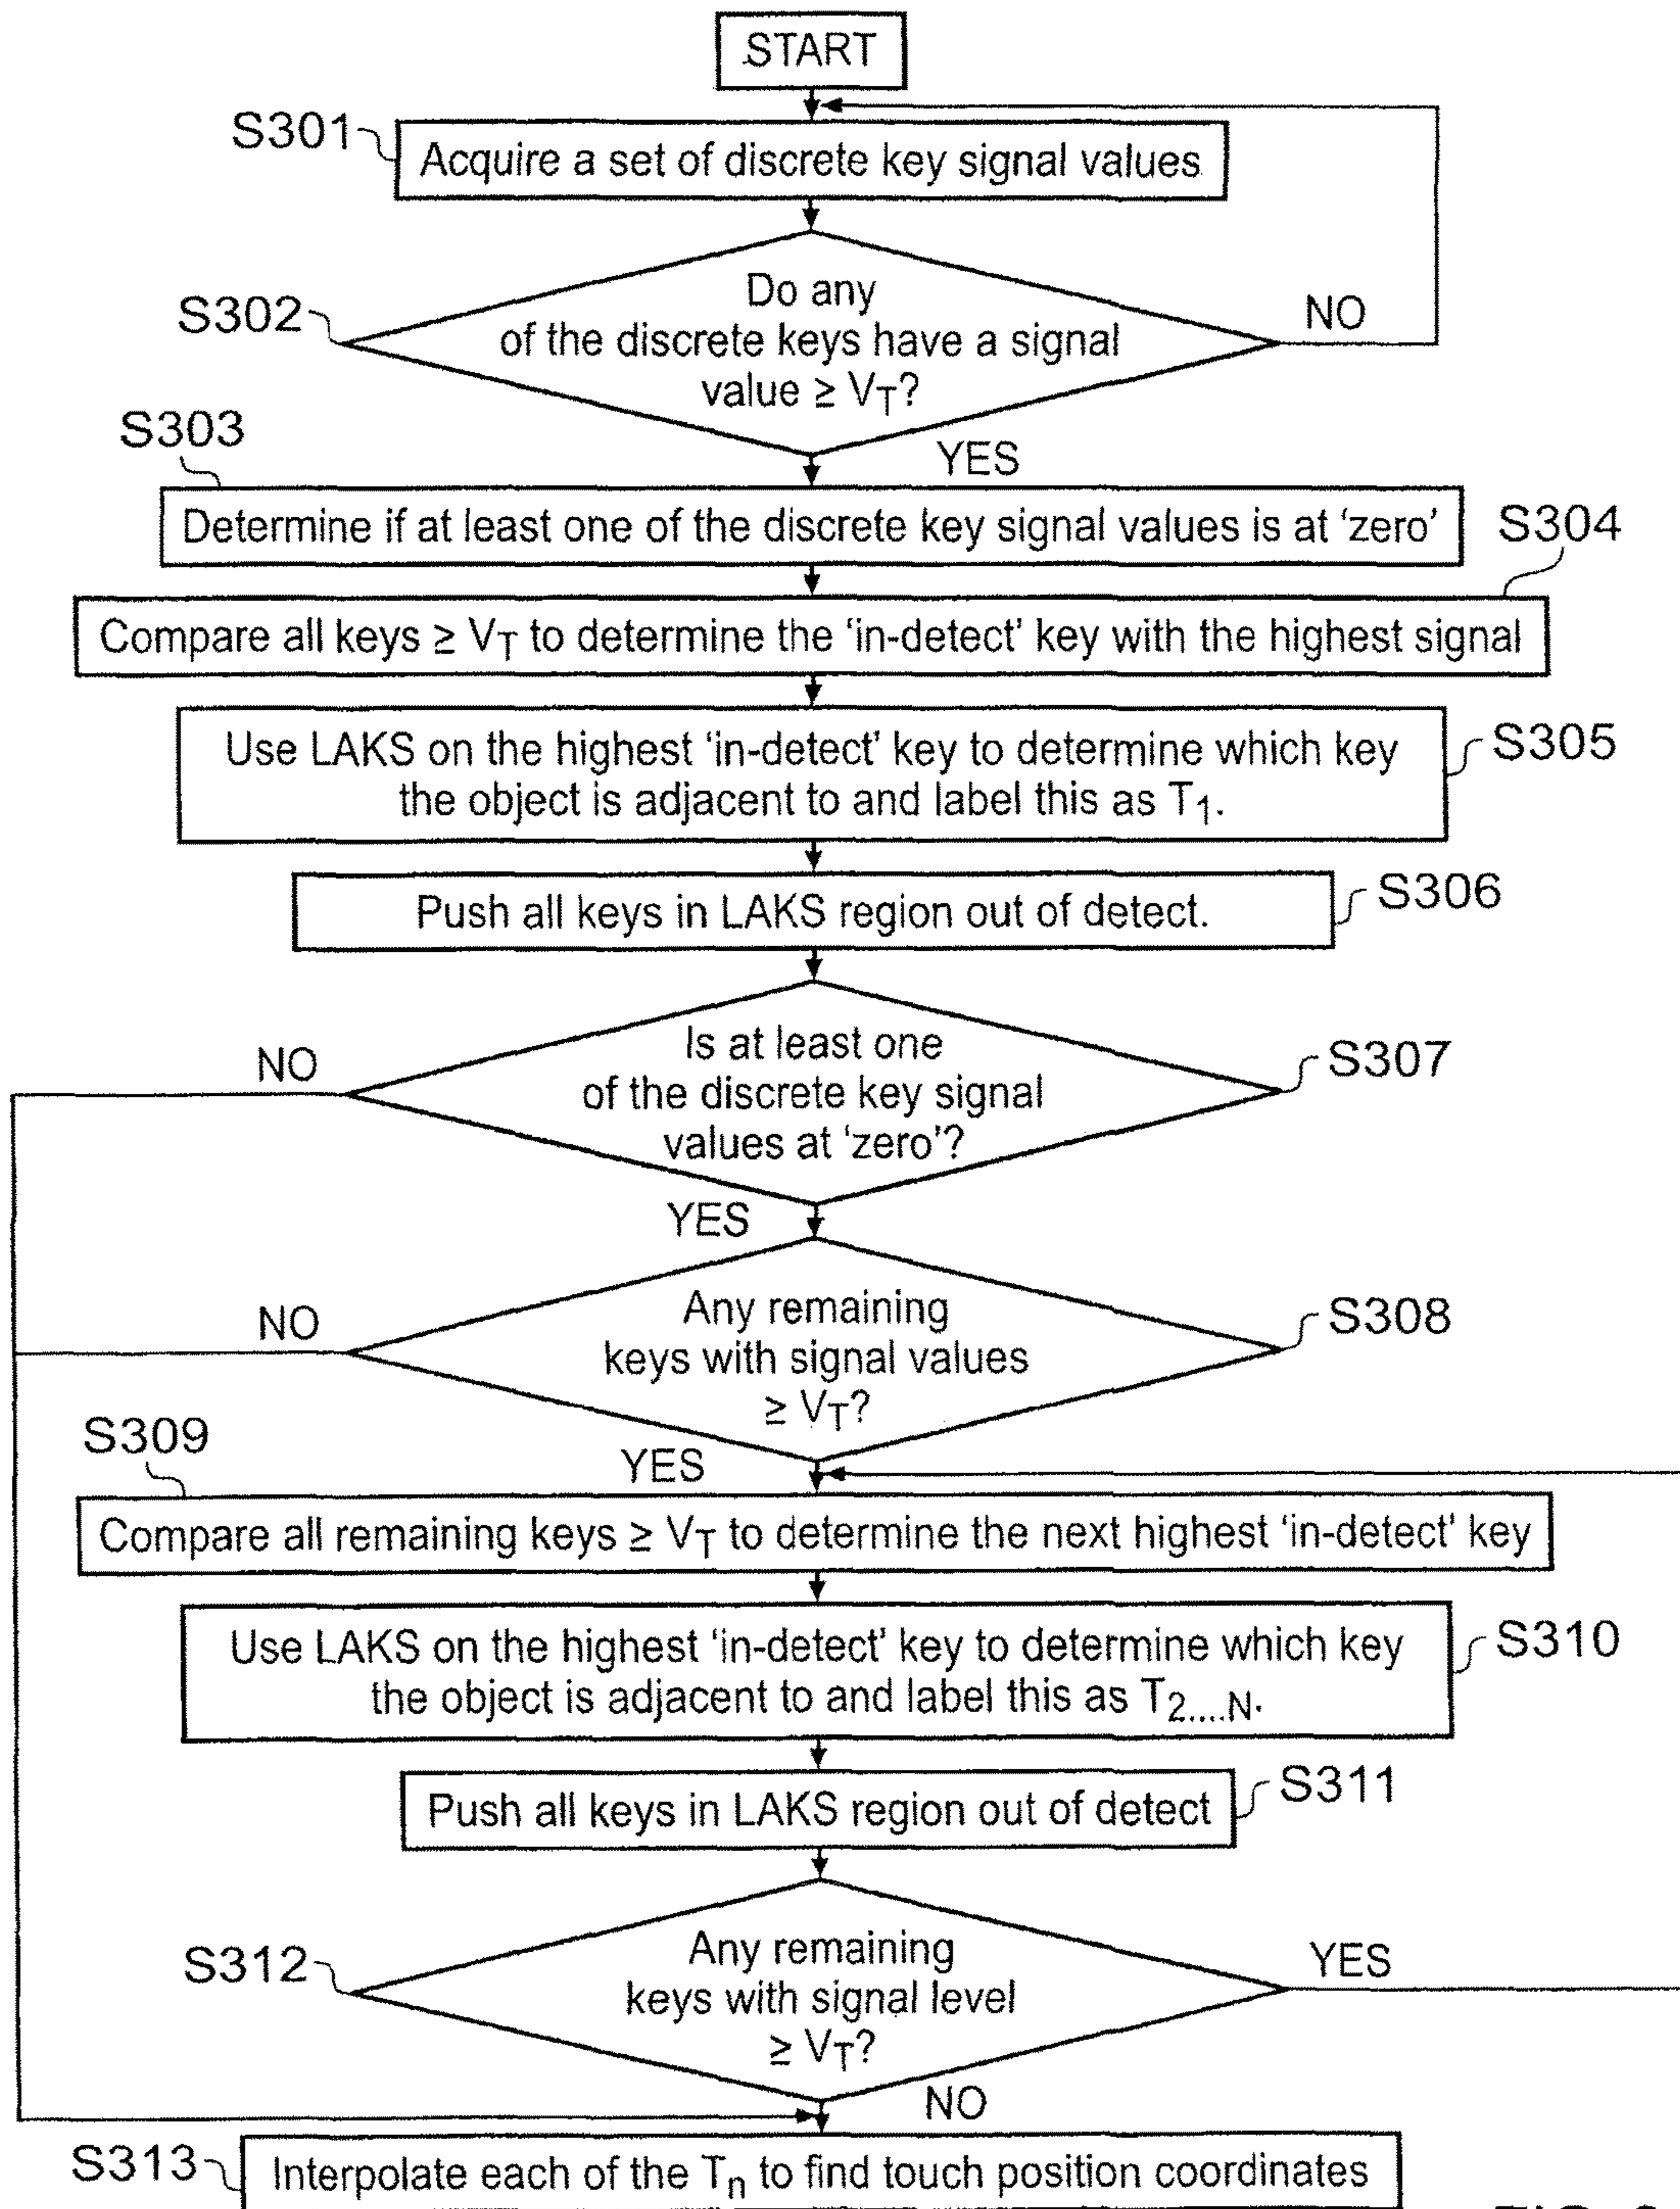 START
S301
Acquire a set of discrete key signal values
S302
Do any
of the discrete keys have a signal
value ≥ VT?
NO
YES
S303
Determine if at least one of the discrete key signal values is at ‘zero’
S304
Compare all keys ≥ VT to determine the ‘in-detect’ key with the highest signal
Use LAKS on the highest ‘in-detect’ key to determine which key
the object is adjacent to and label this as T1.
S305
Push all keys in LAKS region out of detect.
S306
Is at least one
of the discrete key signal
values at ‘zero’?
S307
NO
YES
Any remaining
keys with signal values
≥ VT?
S308
NO
YES
S309
Compare all remaining keys ≥ VT to determine the next highest ‘in-detect’ key
Use LAKS on the highest ‘in-detect’ key to determine which key
the object is adjacent to and label this as T2....N.
S310
Push all keys in LAKS region out of detect
S311
S312
Any remaining
keys with signal level
≥ VT?
YES
NO
S313
Interpolate each of the Tn to find touch position coordinates